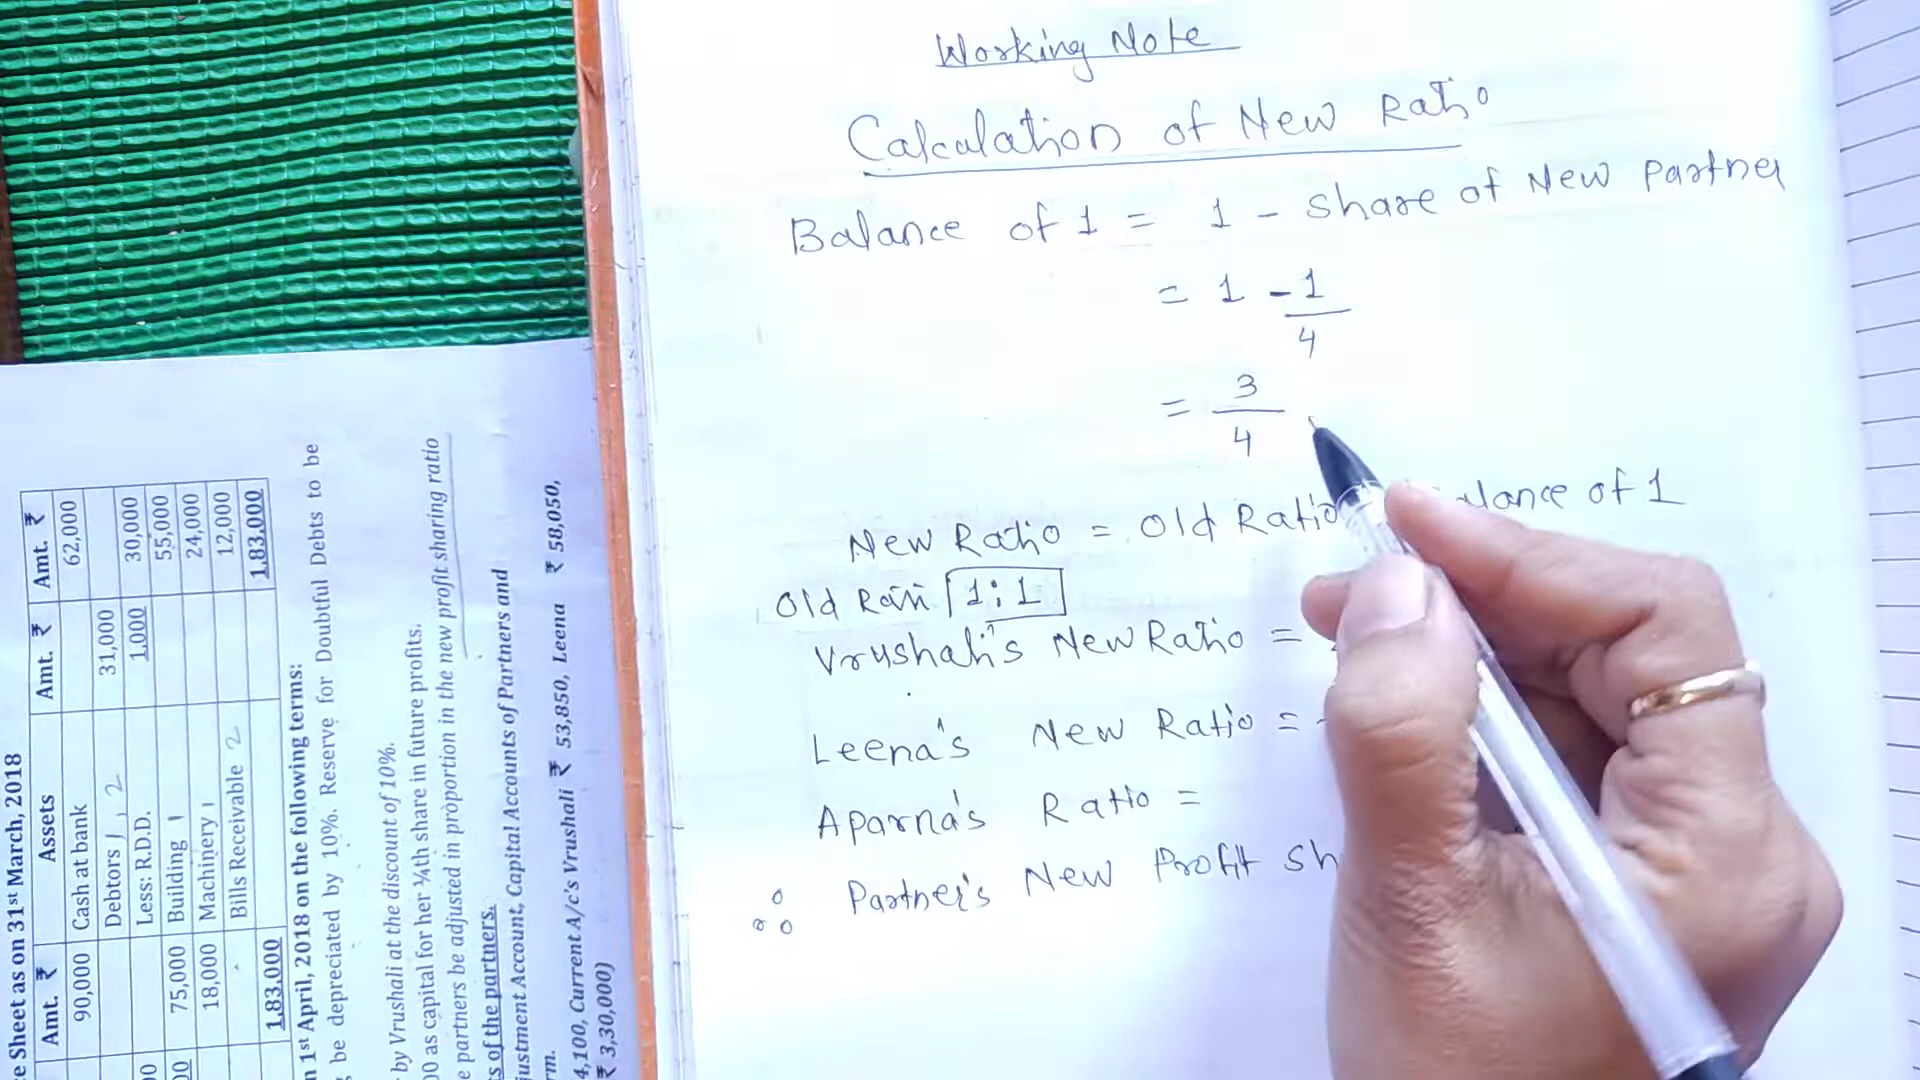 Working Note
Calculation of New Ratio
Balance of 1 = 1 - Share of New Partner
= 1 - 1/4
= 3/4
New Ratio = Old Ratio of 1
Old Ratio 1:1
Vrushali's New Ratio =
Leena's New Ratio =
Aparna's Ratio =
∴ Partner's New Profit
Sheet as on 31st March, 2018
Amt. ₹ Assets Amt. ₹ Amt. ₹
90,000 Cash at bank 62,000
Debtors 31,000
Less: R.D.D. 1,000 30,000
75,000 Building 55,000
18,000 Machinery 24,000
Bills Receivable 12,000
1,83,000 1,83,000
1st April, 2018 on the following terms:
be depreciated by 10%. Reserve for Doubtful Debts to be
by Vrushali at the discount of 10%.
as capital for her ¼th share in future profits.
partners be adjusted in proportion in the new profit sharing ratio
of the partners.
Account, Capital Accounts of Partners and
4,100, Current A/c's Vrushali ₹ 53,850, Leena ₹ 58,050,
₹ 3,30,000)